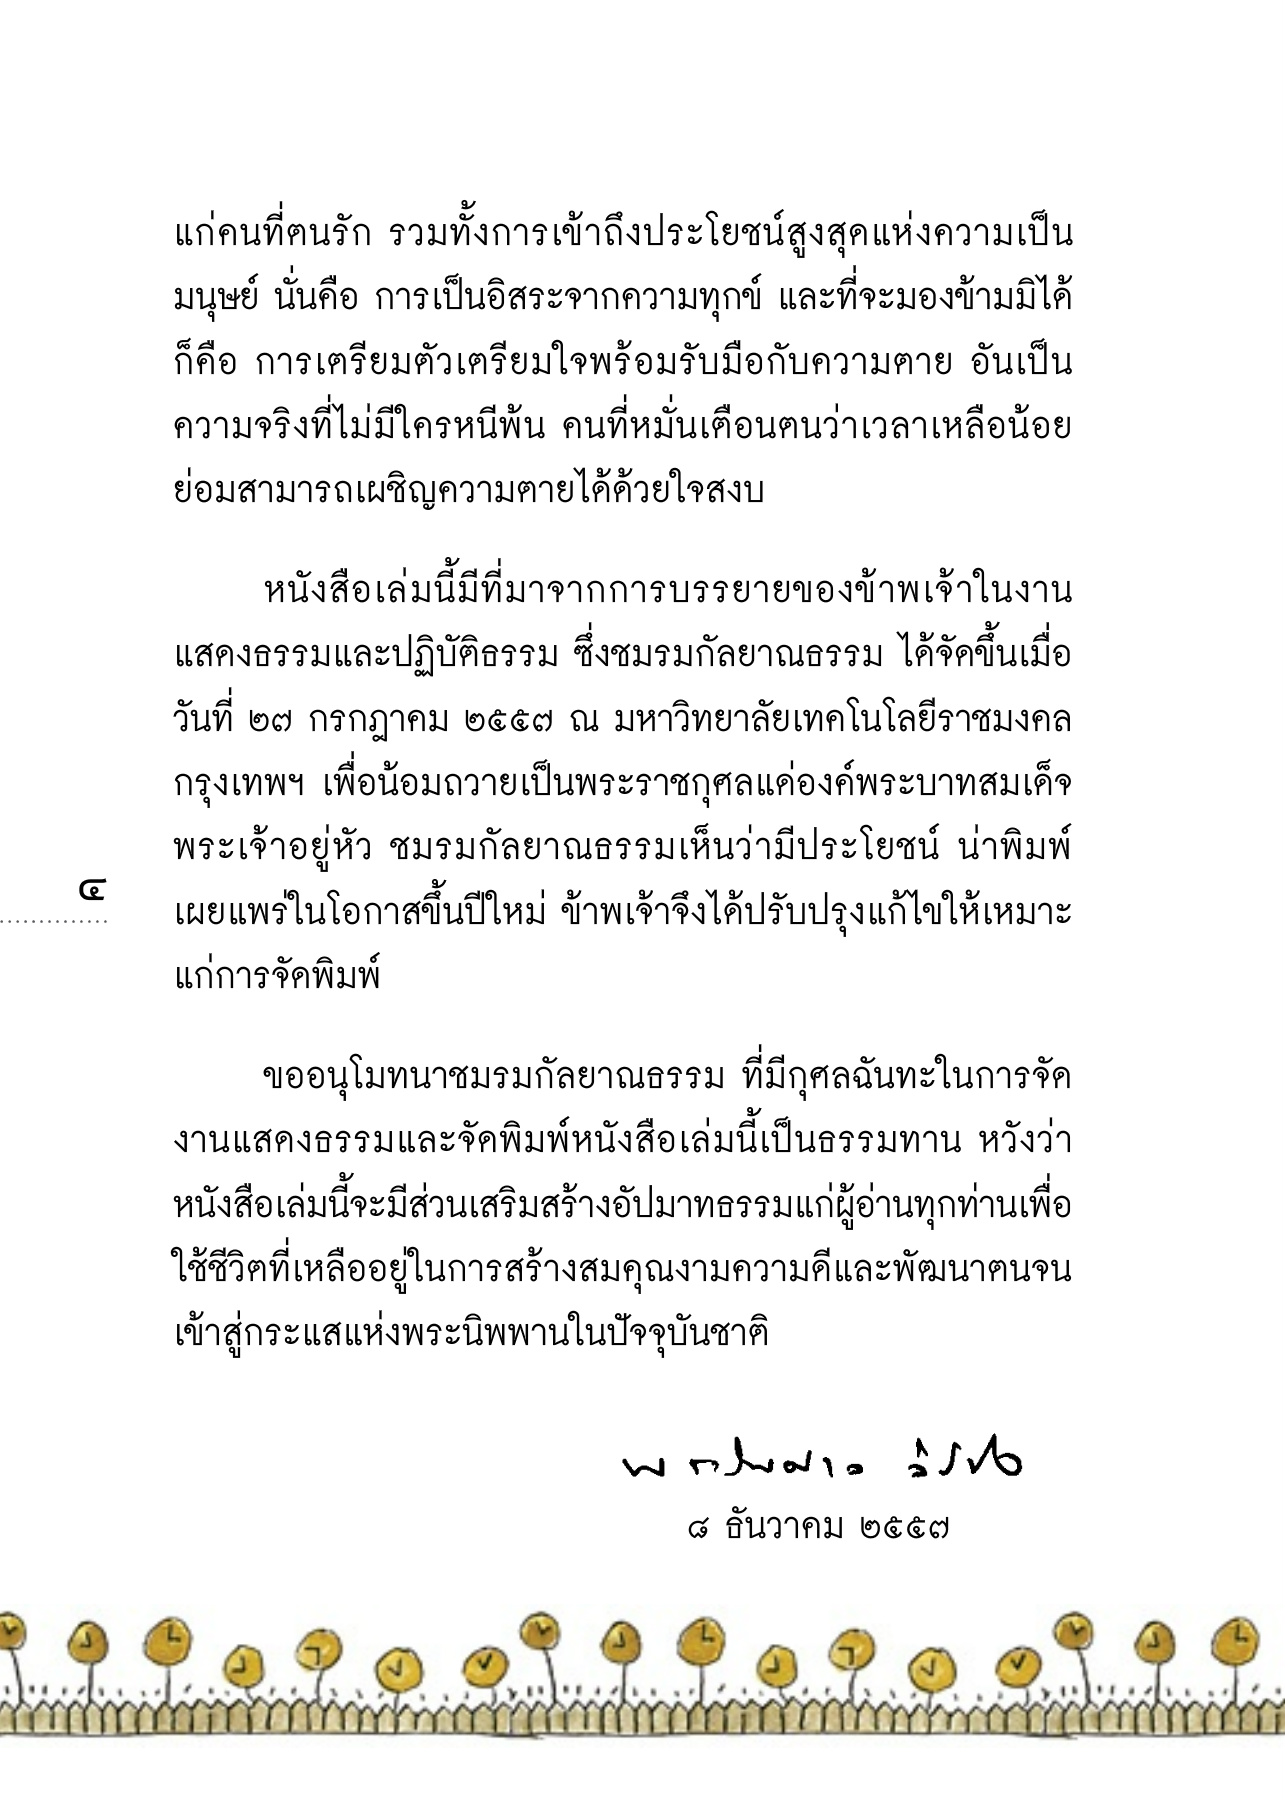 แก่คนที่ตนรัก รวมทั้งการเข้าถึงประโยชน์สูงสุดแห่งความเป็น
มนุษย์ นั่นคือ การเป็นอิสระจากความทุกข์ และที่จะมองข้ามมิได้
ก็คือ การเตรียมตัวเตรียมใจพร้อมรับมือกับความตาย อันเป็น
ความจริงที่ไม่มีใครหนีพ้น คนที่หมั่นเตือนตนว่าเวลาเหลือน้อย
ย่อมสามารถเผชิญความตายได้ด้วยใจสงบ
หนังสือเล่มนี้มีที่มาจากการบรรยายของข้าพเจ้าในงาน
แสดงธรรมและปฏิบัติธรรม ซึ่งชมรมกัลยาณธรรม ได้จัดขึ้นเมื่อ
วันที่ ๒๗ กรกฎาคม ๒๕๕๗ ณ มหาวิทยาลัยเทคโนโลยีราชมงคล
กรุงเทพฯ เพื่อน้อมถวายเป็นพระราชกุศลแด่องค์พระบาทสมเด็จ
พระเจ้าอยู่หัว ชมรมกัลยาณธรรมเห็นว่ามีประโยชน์ น่าพิมพ์
๔
เผยแพร่ในโอกาสขึ้นปีใหม่ ข้าพเจ้าจึงได้ปรับปรุงแก้ไขให้เหมาะ
แก่การจัดพิมพ์
ขออนุโมทนาชมรมกัลยาณธรรม ที่มีกุศลฉันทะในการจัด
งานแสดงธรรมและจัดพิมพ์หนังสือเล่มนี้เป็นธรรมทาน หวังว่า
หนังสือเล่มนี้จะมีส่วนเสริมสร้างอัปมาทธรรมแก่ผู้อ่านทุกท่านเพื่อ
ใช้ชีวิตที่เหลืออยู่ในการสร้างสมคุณงามความดีและพัฒนาตนจน
เข้าสู่กระแสแห่งพระนิพพานในปัจจุบันชาติ
๘ ธันวาคม ๒๕๕๗